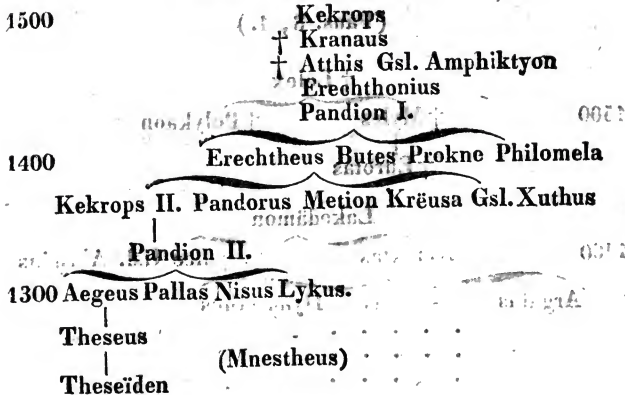 1500 Kekrops
† Kranaus
† Atthis Gsl. Amphiktyon
Erechthonius
Pandion I.
Erechtheus Butes Prokne Philomela
1400
Kekrops II. Pandorus Metion Krëusa Gsl. Xuthus
Pandion II.
1300 Aegeus Pallas Nisus Lykus.
Theseus
(Mnestheus)
Theseïden